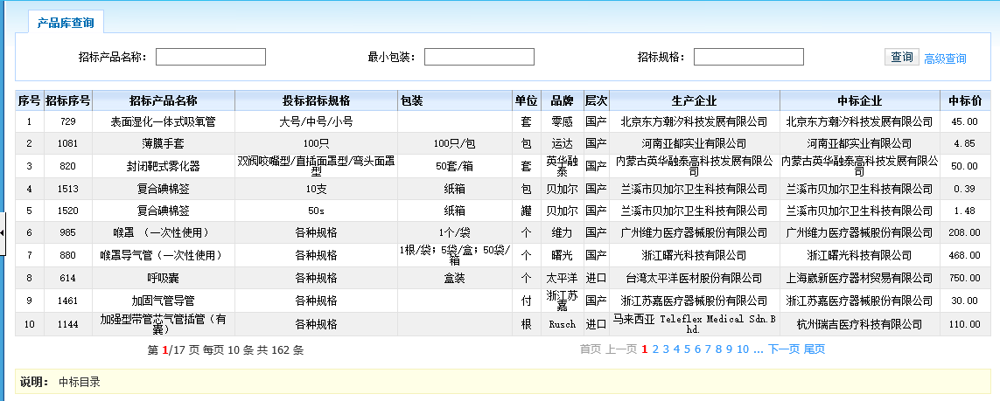 产品库查询
招标产品名称： 最小包装： 招标规格： 查询 高级查询
序号 招标序号 招标产品名称 投标招标规格 包装 单位 品牌 层次 生产企业 中标企业 中标价
1 729 表面湿化一体式吸氧管 大号/中号/小号 套 零感 国产 北京东方潮汐科技发展有限公司 北京东方潮汐科技发展有限公司 45.00
2 1081 薄膜手套 100只 100只/包 包 运达 国产 河南亚都实业有限公司 河南亚都实业有限公司 4.85
3 820 封闭靶式雾化器 双阀咬嘴型/直插面罩型/弯头面罩型 50套/箱 套 英华融泰 国产 内蒙古英华融泰高科技发展有限公司 内蒙古英华融泰高科技发展有限公司 50.00
4 1513 复合碘棉签 10支 纸箱 包 贝加尔 国产 兰溪市贝加尔卫生科技有限公司 兰溪市贝加尔卫生科技有限公司 0.39
5 1520 复合碘棉签 50s 纸箱 罐 贝加尔 国产 兰溪市贝加尔卫生科技有限公司 兰溪市贝加尔卫生科技有限公司 1.48
6 985 喉罩 （一次性使用） 各种规格 1个/袋 个 维力 国产 广州维力医疗器械股份有限公司 广州维力医疗器械股份有限公司 208.00
7 880 喉罩导气管（一次性使用） 各种规格 1根/袋；5袋/盒；50袋/箱 个 曙光 国产 浙江曙光科技有限公司 浙江曙光科技有限公司 468.00
8 614 呼吸囊 各种规格 盒装 个 太平洋 进口 台湾太平洋医材股份有限公司 上海崴新医疗器材贸易有限公司 750.00
9 1461 加固气管导管 各种规格 付 浙江苏嘉 国产 浙江苏嘉医疗器械股份有限公司 浙江苏嘉医疗器械股份有限公司 30.00
10 1144 加强型带管芯气管插管（有囊） 各种规格 根 Rusch 进口 马来西亚 Teleflex Medical Sdn.Bhd. 杭州瑞吉医疗科技有限公司 110.00
第 1/17 页 每页 10 条 共 162 条 首页 上一页 1 2 3 4 5 6 7 8 9 10 ... 下一页 尾页
说明： 中标目录